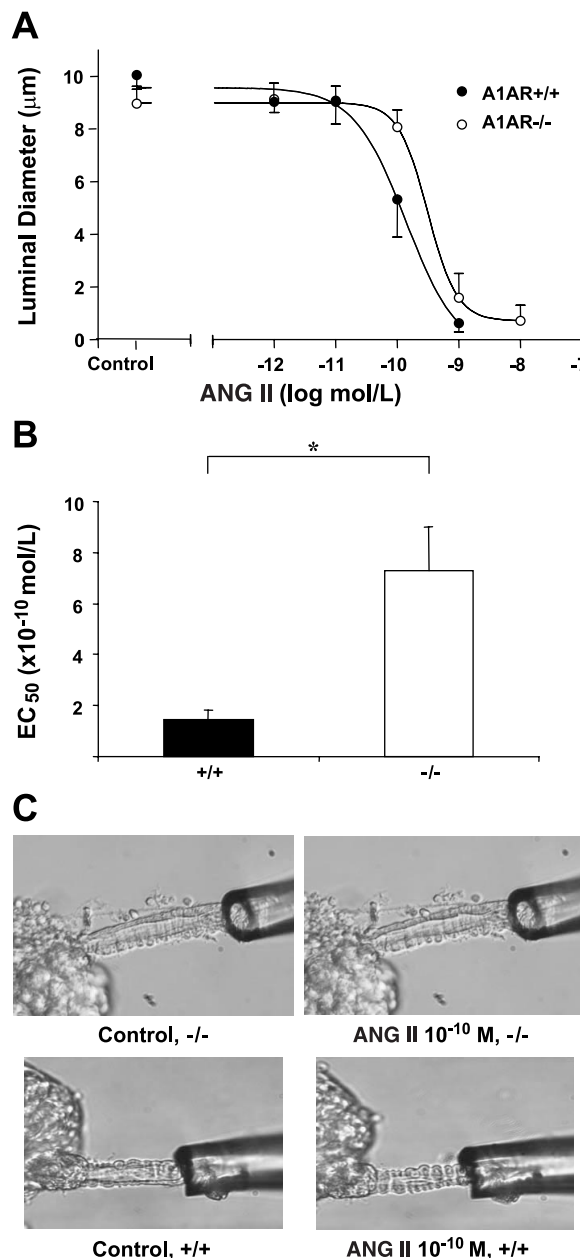 A
Luminal Diameter (μm)
10
8
6
4
2
0
A1AR+/+
A1AR-/-
Control
-12
-11
-10
-9
-8
-7
ANG II (log mol/L)
B
*
EC50 (x10-10 mol/L)
10
8
6
4
2
+/+
-/-
C
Control, -/-
ANG II 10-10 M, -/-
Control, +/+
ANG II 10-10 M, +/+